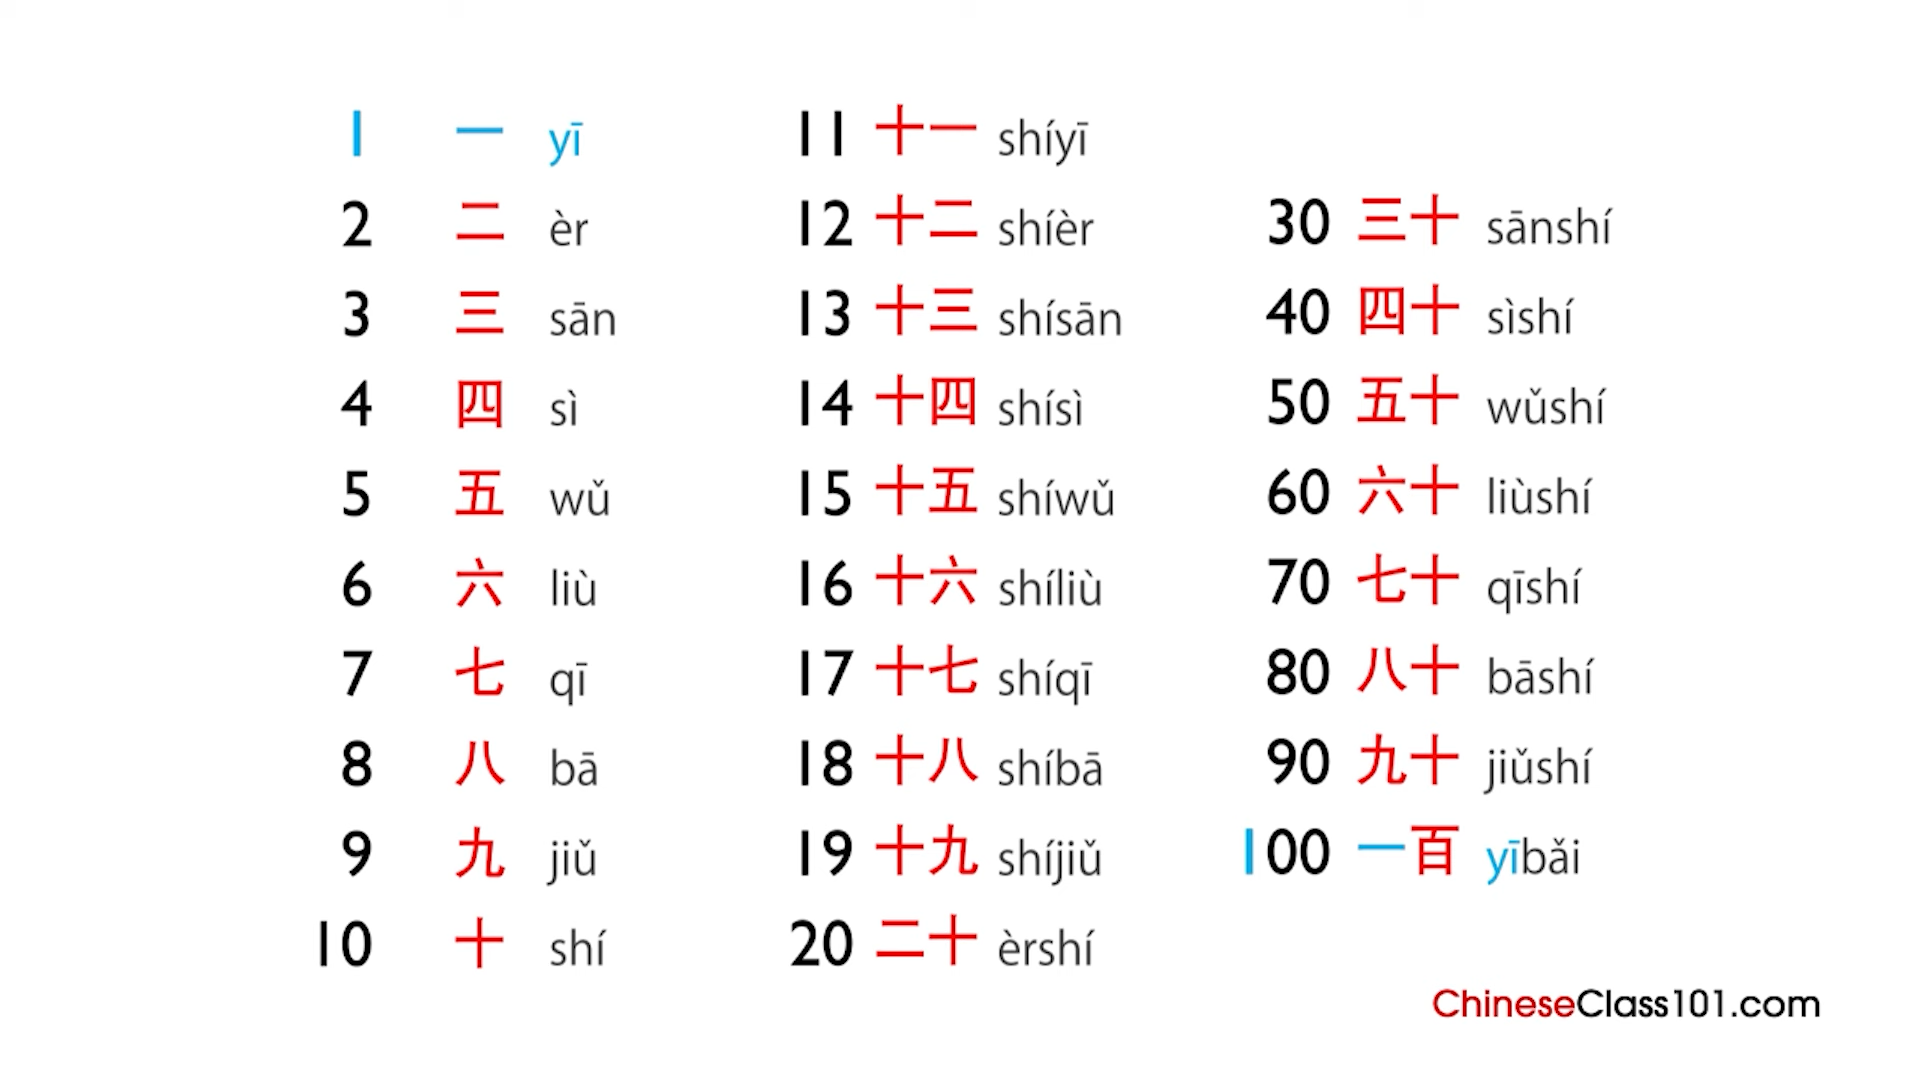 1 一 yī
2 二 èr
3 三 sān
4 四 sì
5 五 wǔ
6 六 liù
7 七 qī
8 八 bā
9 九 jiǔ
10 十 shí
11 十一 shíyī
12 十二 shíèr
13 十三 shísān
14 十四 shísì
15 十五 shíwǔ
16 十六 shíliù
17 十七 shíqī
18 十八 shíbā
19 十九 shíjiǔ
20 二十 èrshí
30 三十 sānshí
40 四十 sìshí
50 五十 wǔshí
60 六十 liùshí
70 七十 qīshí
80 八十 bāshí
90 九十 jiǔshí
100 一百 yībǎi
ChineseClass101.com